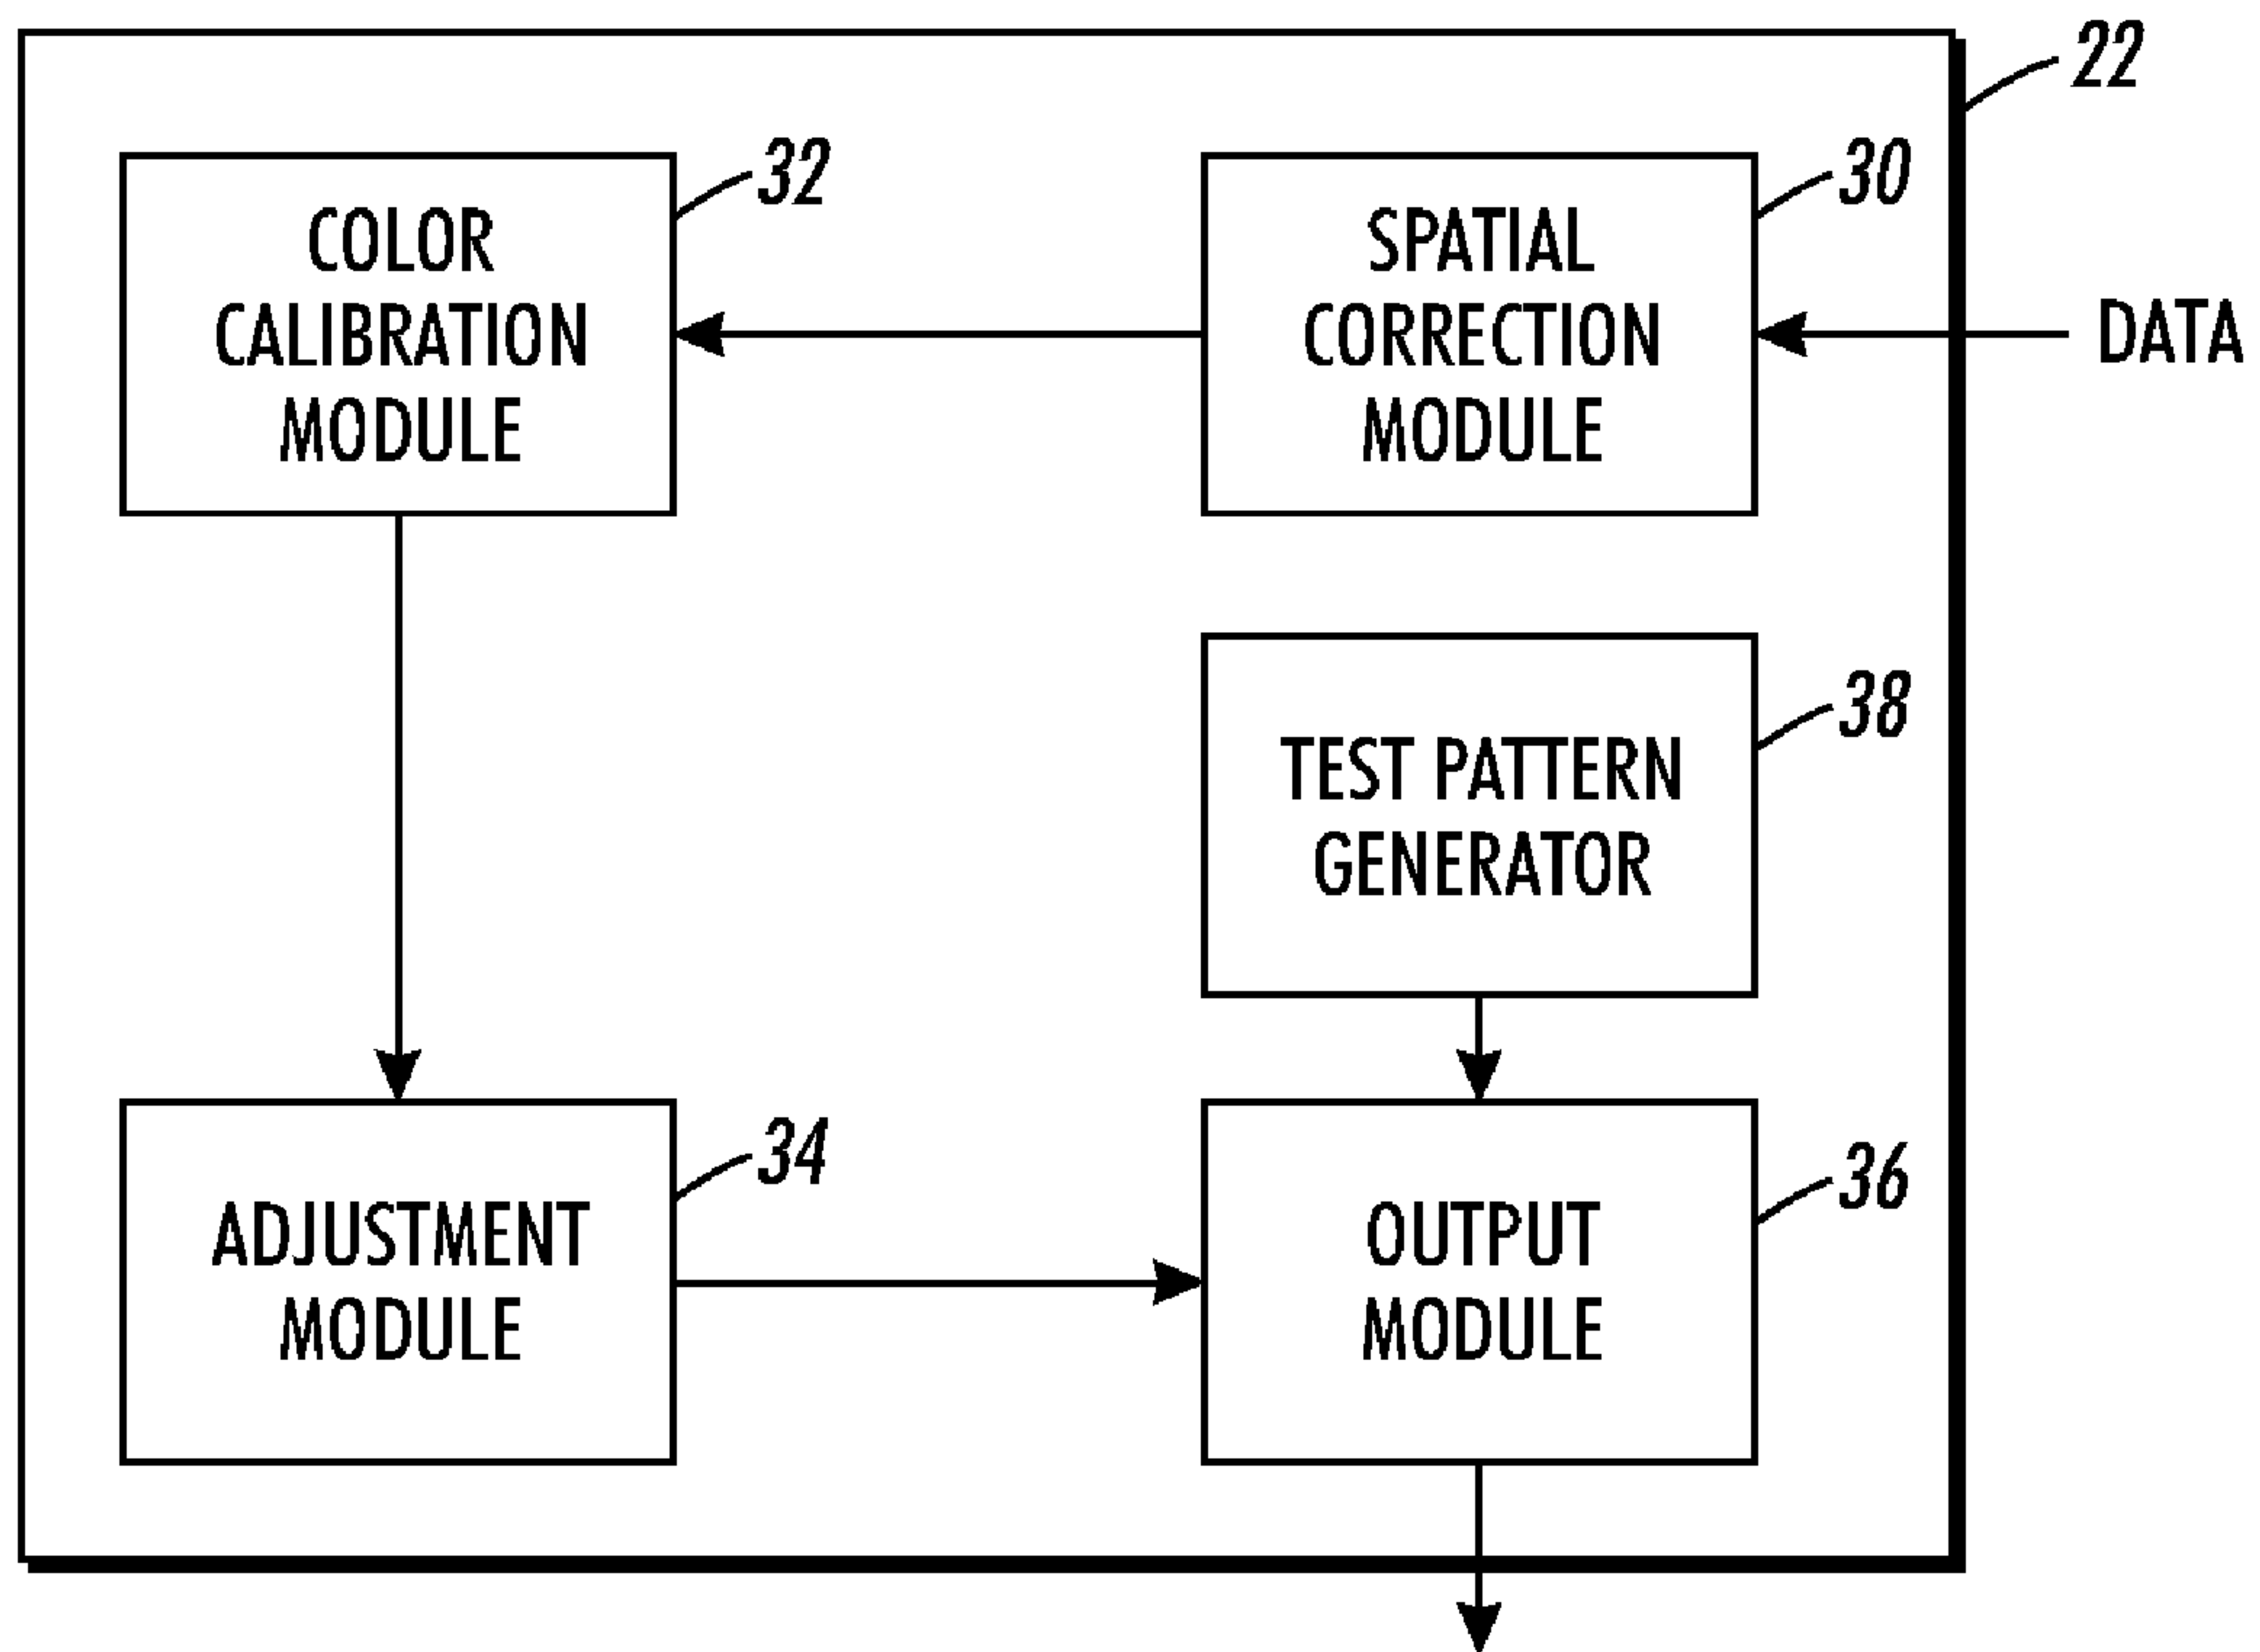 22
32
COLOR
CALIBRATION
MODULE
30
SPATIAL
CORRECTION
MODULE
DATA
38
TEST PATTERN
GENERATOR
34
ADJUSTMENT
MODULE
36
OUTPUT
MODULE